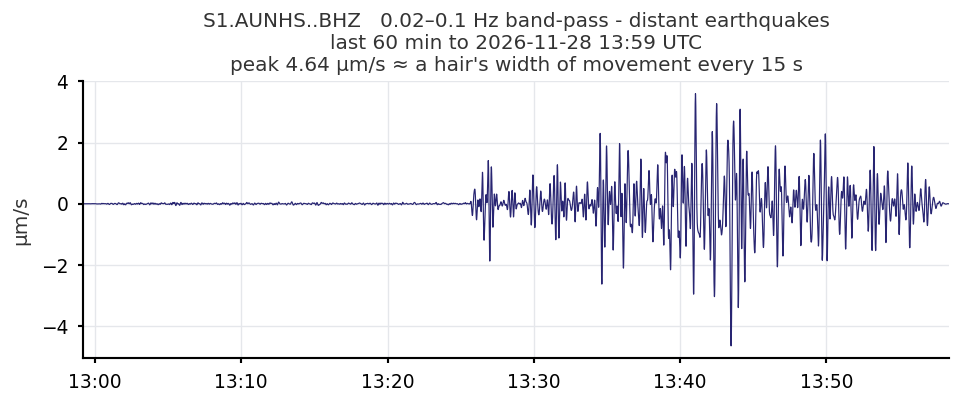 S1.AUNHS..BHZ   0.02–0.1 Hz band-pass - distant earthquakes
last 60 min to 2026-11-28 13:59 UTC
peak 4.64 µm/s ≈ a hair's width of movement every 15 s
4
2
0
−2
−4
µm/s
13:00 13:10 13:20 13:30 13:40 13:50